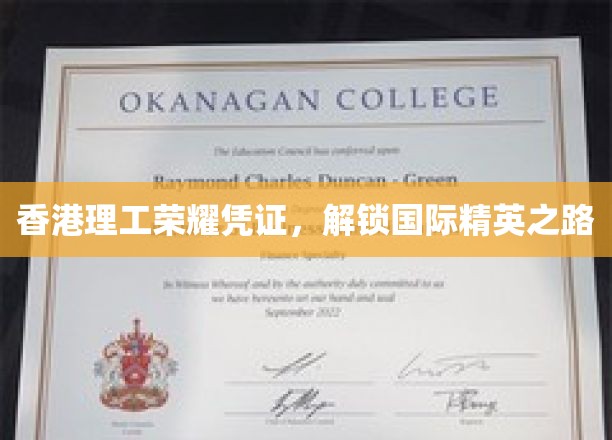 OKANAGAN COLLEGE
The Education Council has conferred upon
Raymond Charles Duncan - Green
香港理工荣耀凭证，解锁国际精英之路
Finance Specialty
In Witness Whereof and by the authority duly committed to us
we have hereunto set our hand and seal
September 2022